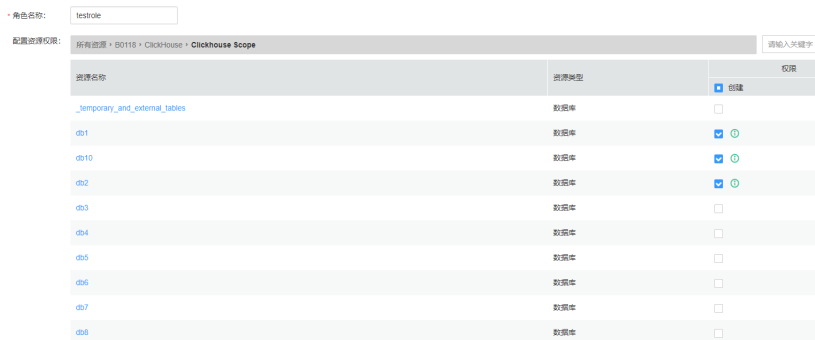 * 角色名称: testrole
配置资源权限: 所有资源 › B0118 › ClickHouse › Clickhouse Scope 请输入关键字
资源名称 资源类型 权限
创建
_temporary_and_external_tables 数据库
db1 数据库
db10 数据库
db2 数据库
db3 数据库
db4 数据库
db5 数据库
db6 数据库
db7 数据库
db8 数据库